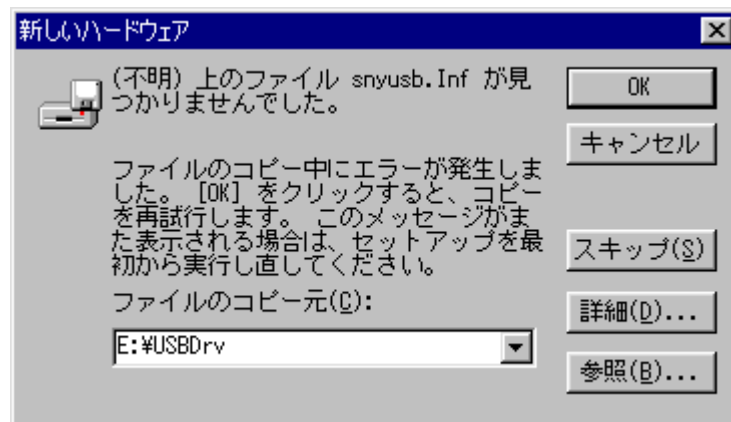 新しいハードウェア
(不明) 上のファイル snyusb.Inf が見
つかりませんでした。
OK
キャンセル
ファイルのコピー中にエラーが発生しま
した。 [OK] をクリックすると、コピー
を再試行します。 このメッセージがま
た表示される場合は、セットアップを最
初から実行し直してください。
スキップ(S)
ファイルのコピー元(C):
詳細(D)...
E:¥USBDrv
参照(B)...